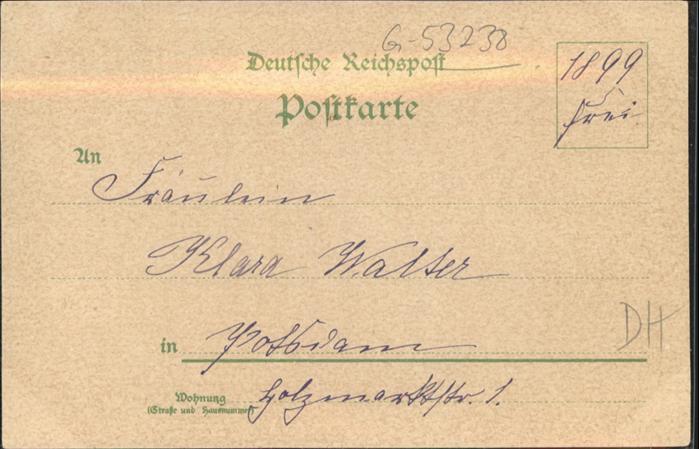 G-53238
Deutsche Reichspost
Postkarte
1899
frei
An
Fräulein
Klara Walter
in Potsdam
Wohnung
(Straße und Hausnummer)
Holzmarktstr. 1.
DH